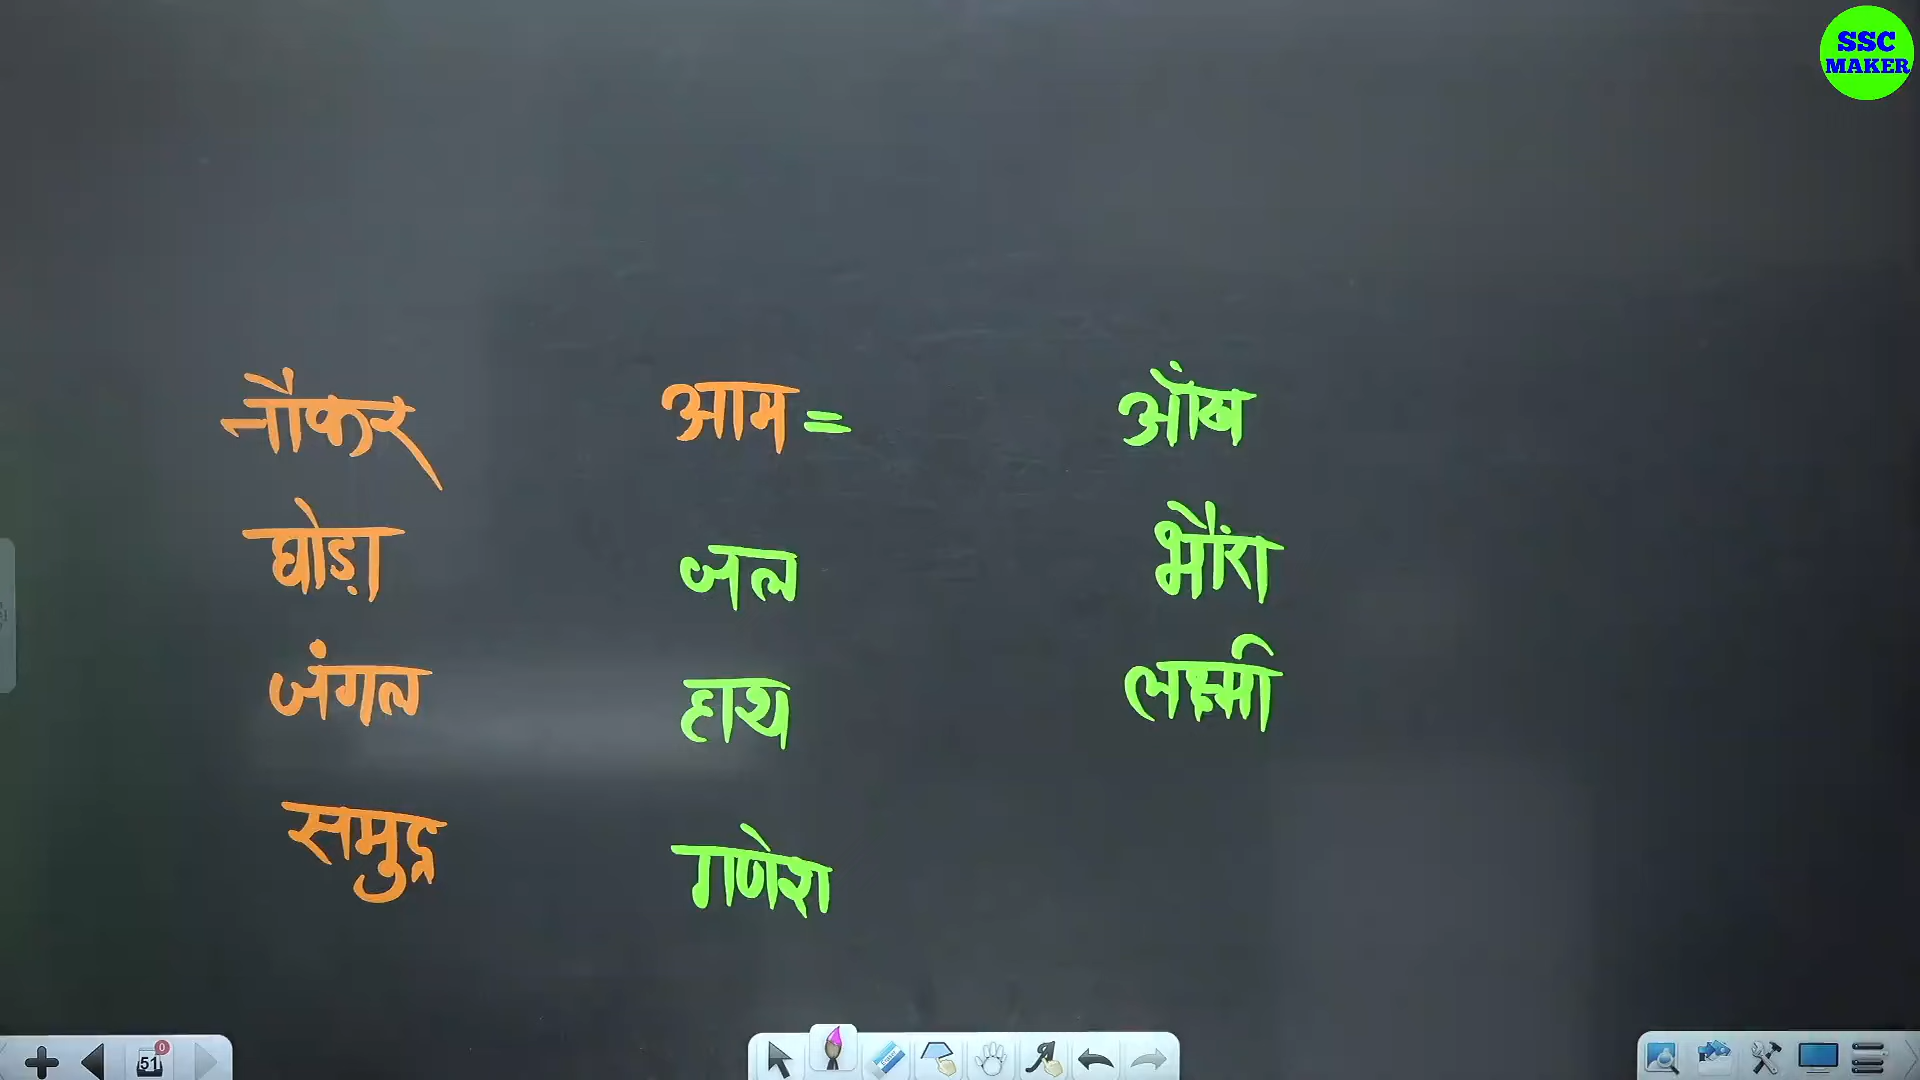 SSC
MAKER
नौकर आम = आँख
घोड़ा जल भौंरा
जंगल हाथ लक्ष्मी
समुद्र गणेश
51
0